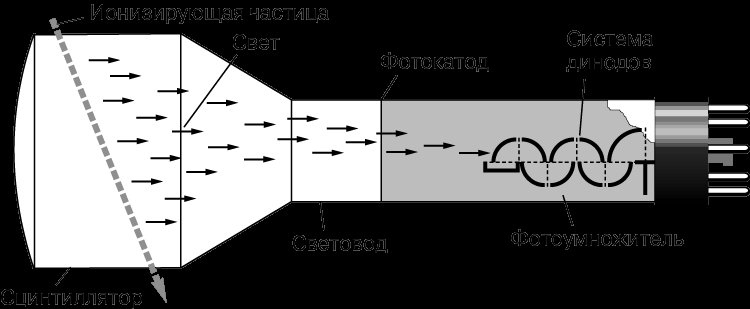 Ионизирующая частица
Свет
Система
динодов
Фотокатод
Световод
Фотоумножитель
Сцинтиллятор